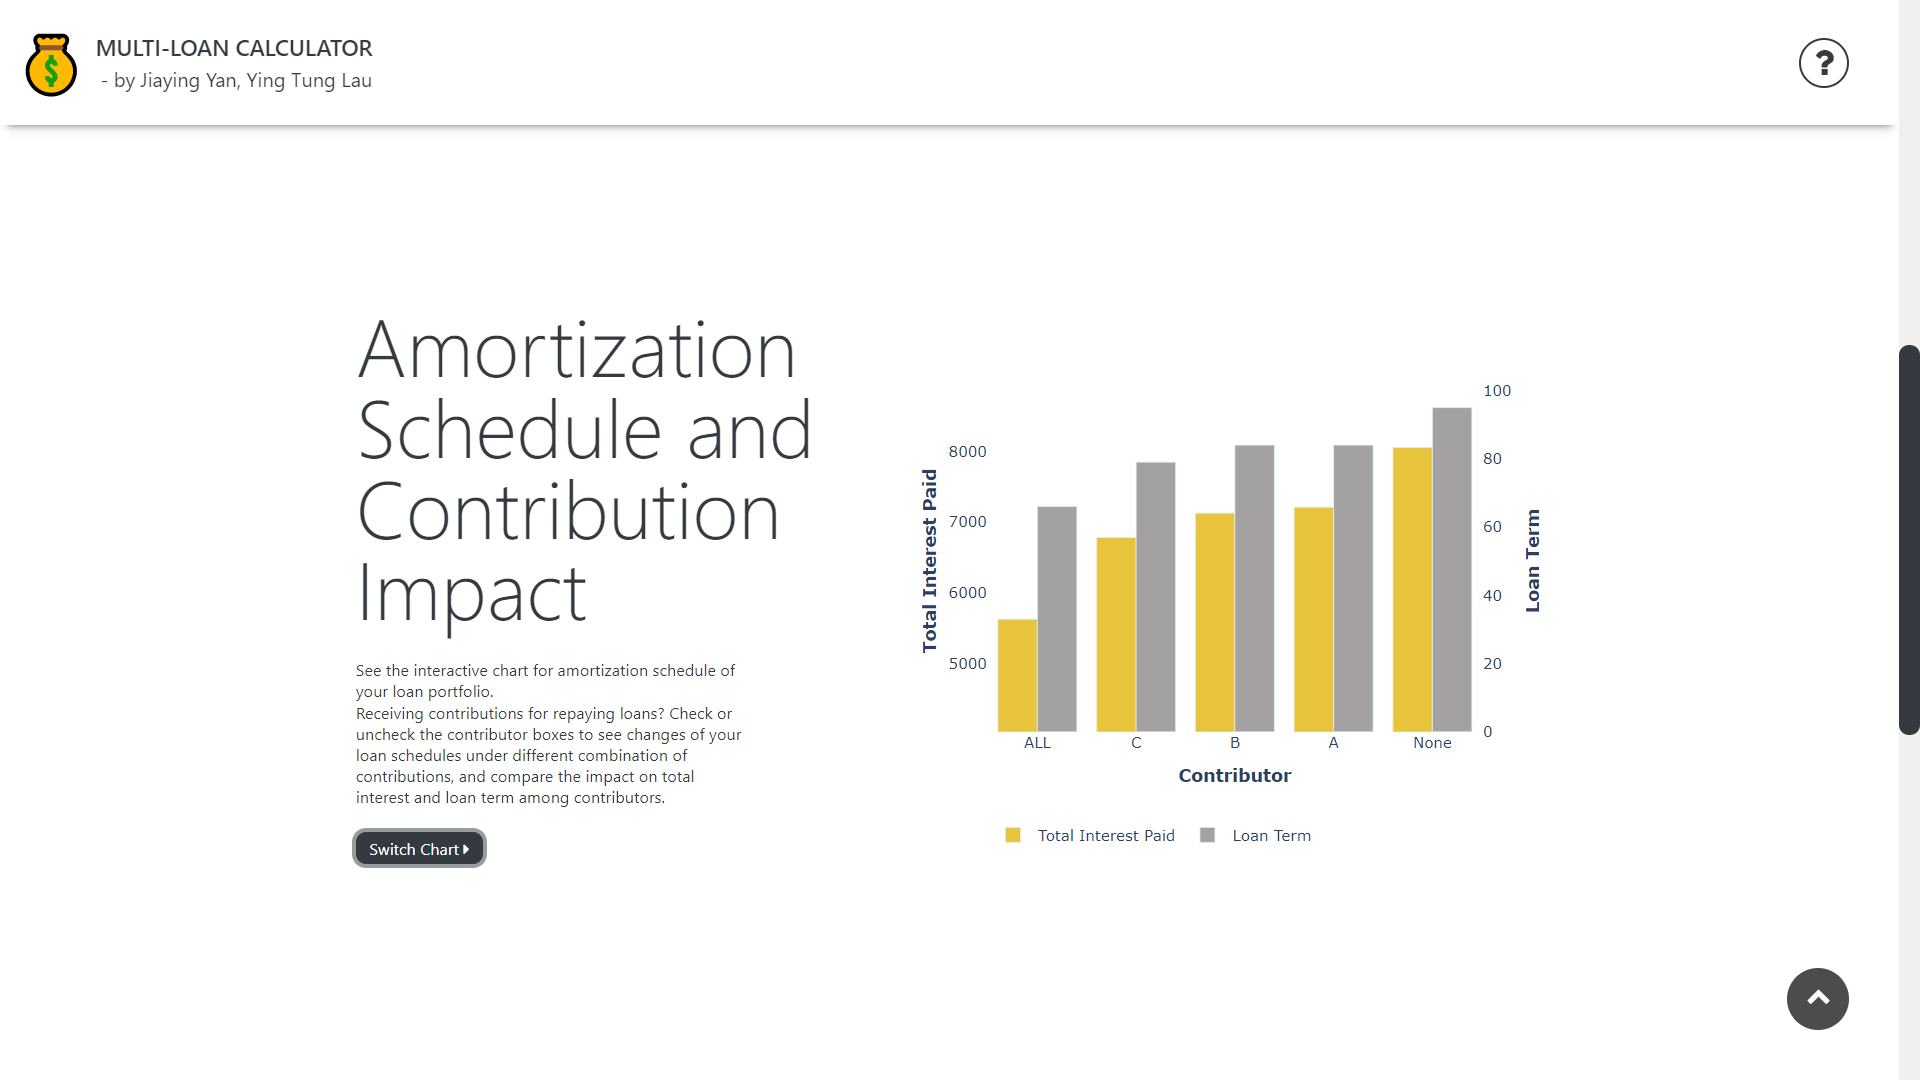 MULTI-LOAN CALCULATOR
- by Jiaying Yan, Ying Tung Lau
?
$
Amortization
Schedule and
Contribution
Impact
See the interactive chart for amortization schedule of
your loan portfolio.
Receiving contributions for repaying loans? Check or
uncheck the contributor boxes to see changes of your
loan schedules under different combination of
contributions, and compare the impact on total
interest and loan term among contributors.
Switch Chart
Total Interest Paid
8000
7000
6000
5000
100
80
60
40
20
0
Loan Term
ALL C B A None
Contributor
Total Interest Paid Loan Term